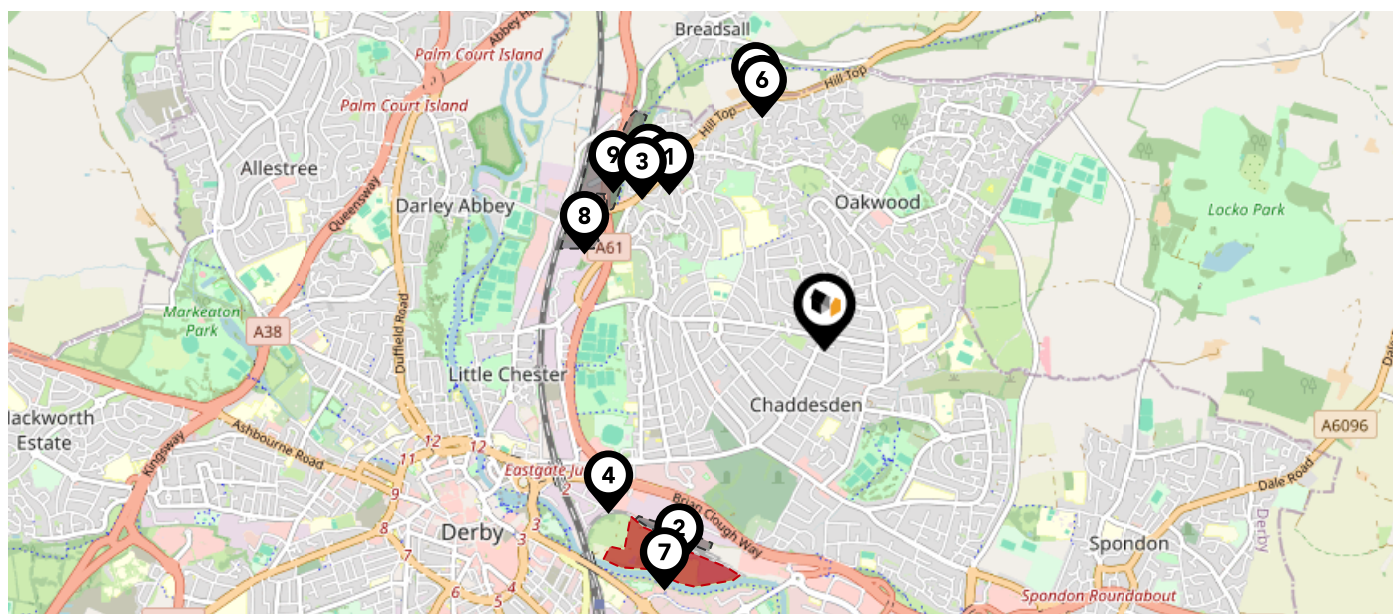 Breadsall
Abbey Hi
Palm Court Island
6
Hill Top
Palm Court Island
Hill Top
9
3
1
Allestree
Queensway
Darley Abbey
Oakwood
Locko Park
8
A61
Markeaton
Park
A38
Duffield Road
Little Chester
Chaddesden
ackworth
Estate
Kingsway
Ashbourne Road
12
12
11
A6096
Dale Road
Eastgate Ju
2
4
9
Brian Clough Way
2
8
Derby
3
7
7
Spondon
Derby
6
5
4
Spondon Roundabout